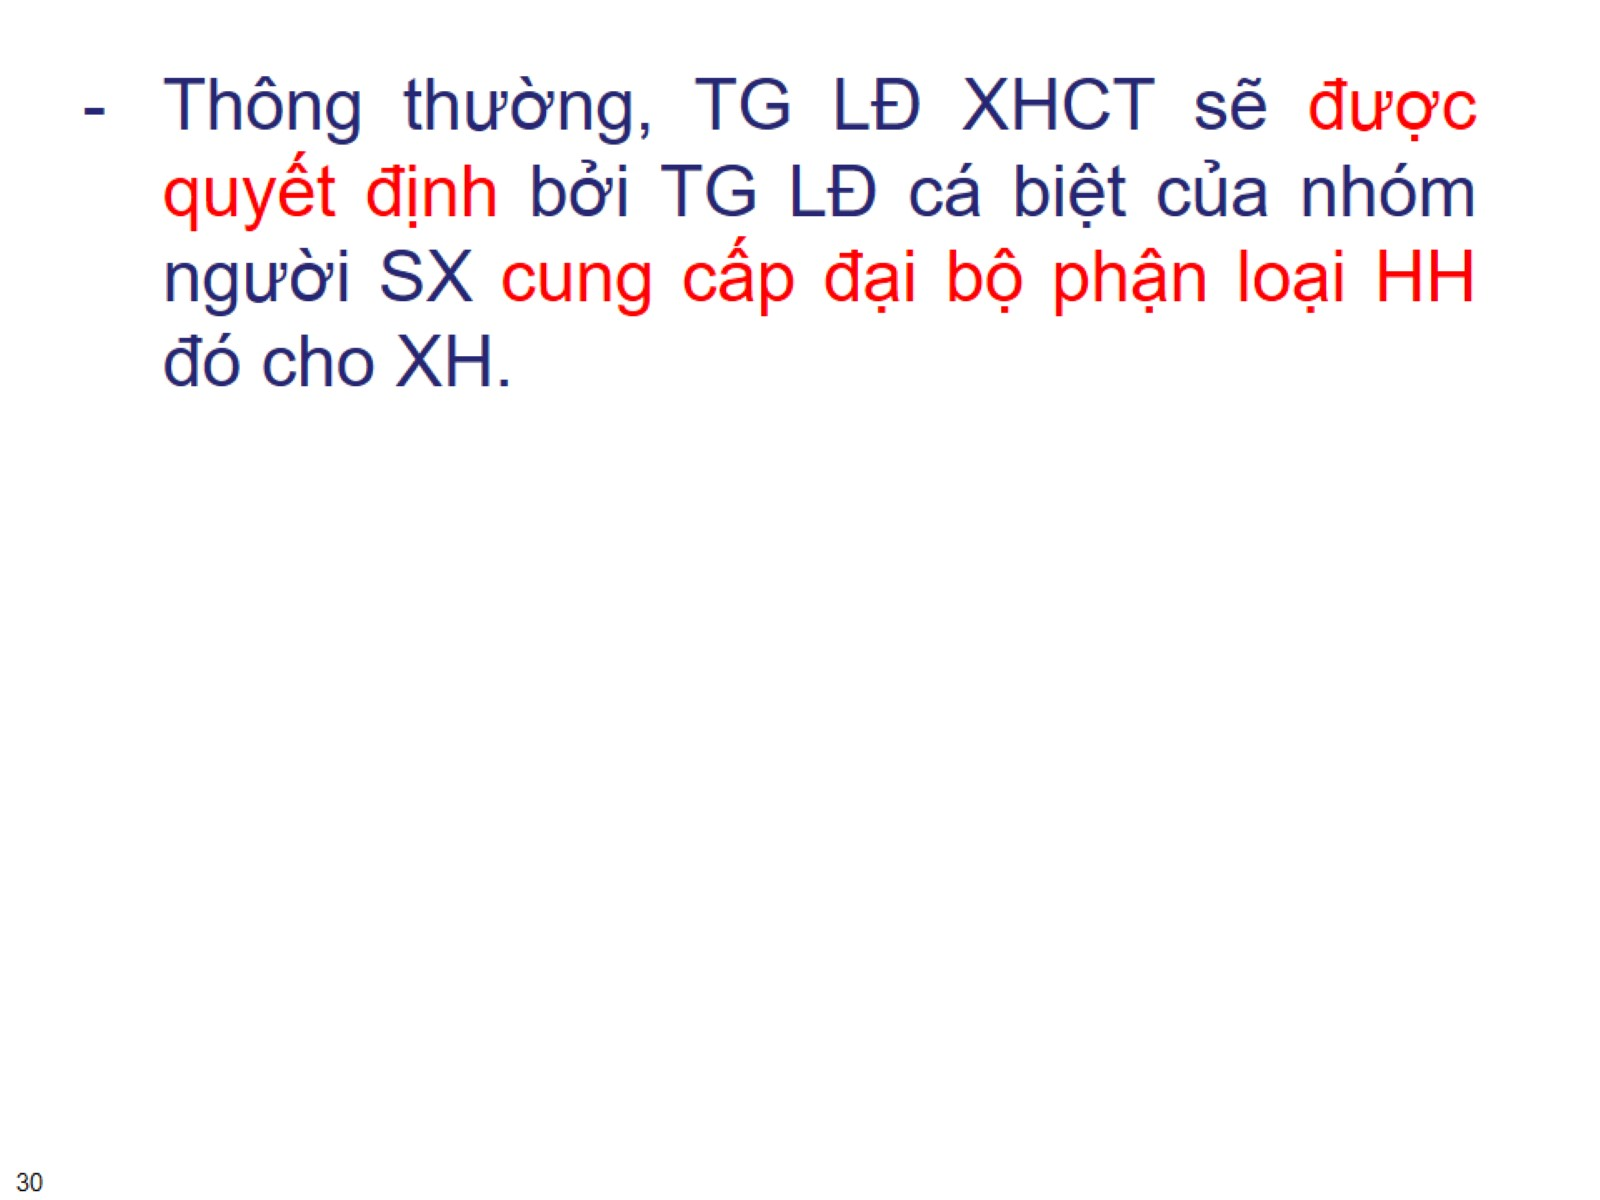 - Thông thường, TG LĐ XHCT sẽ được
quyết định bởi TG LĐ cá biệt của nhóm
người SX cung cấp đại bộ phận loại HH
đó cho XH.
30